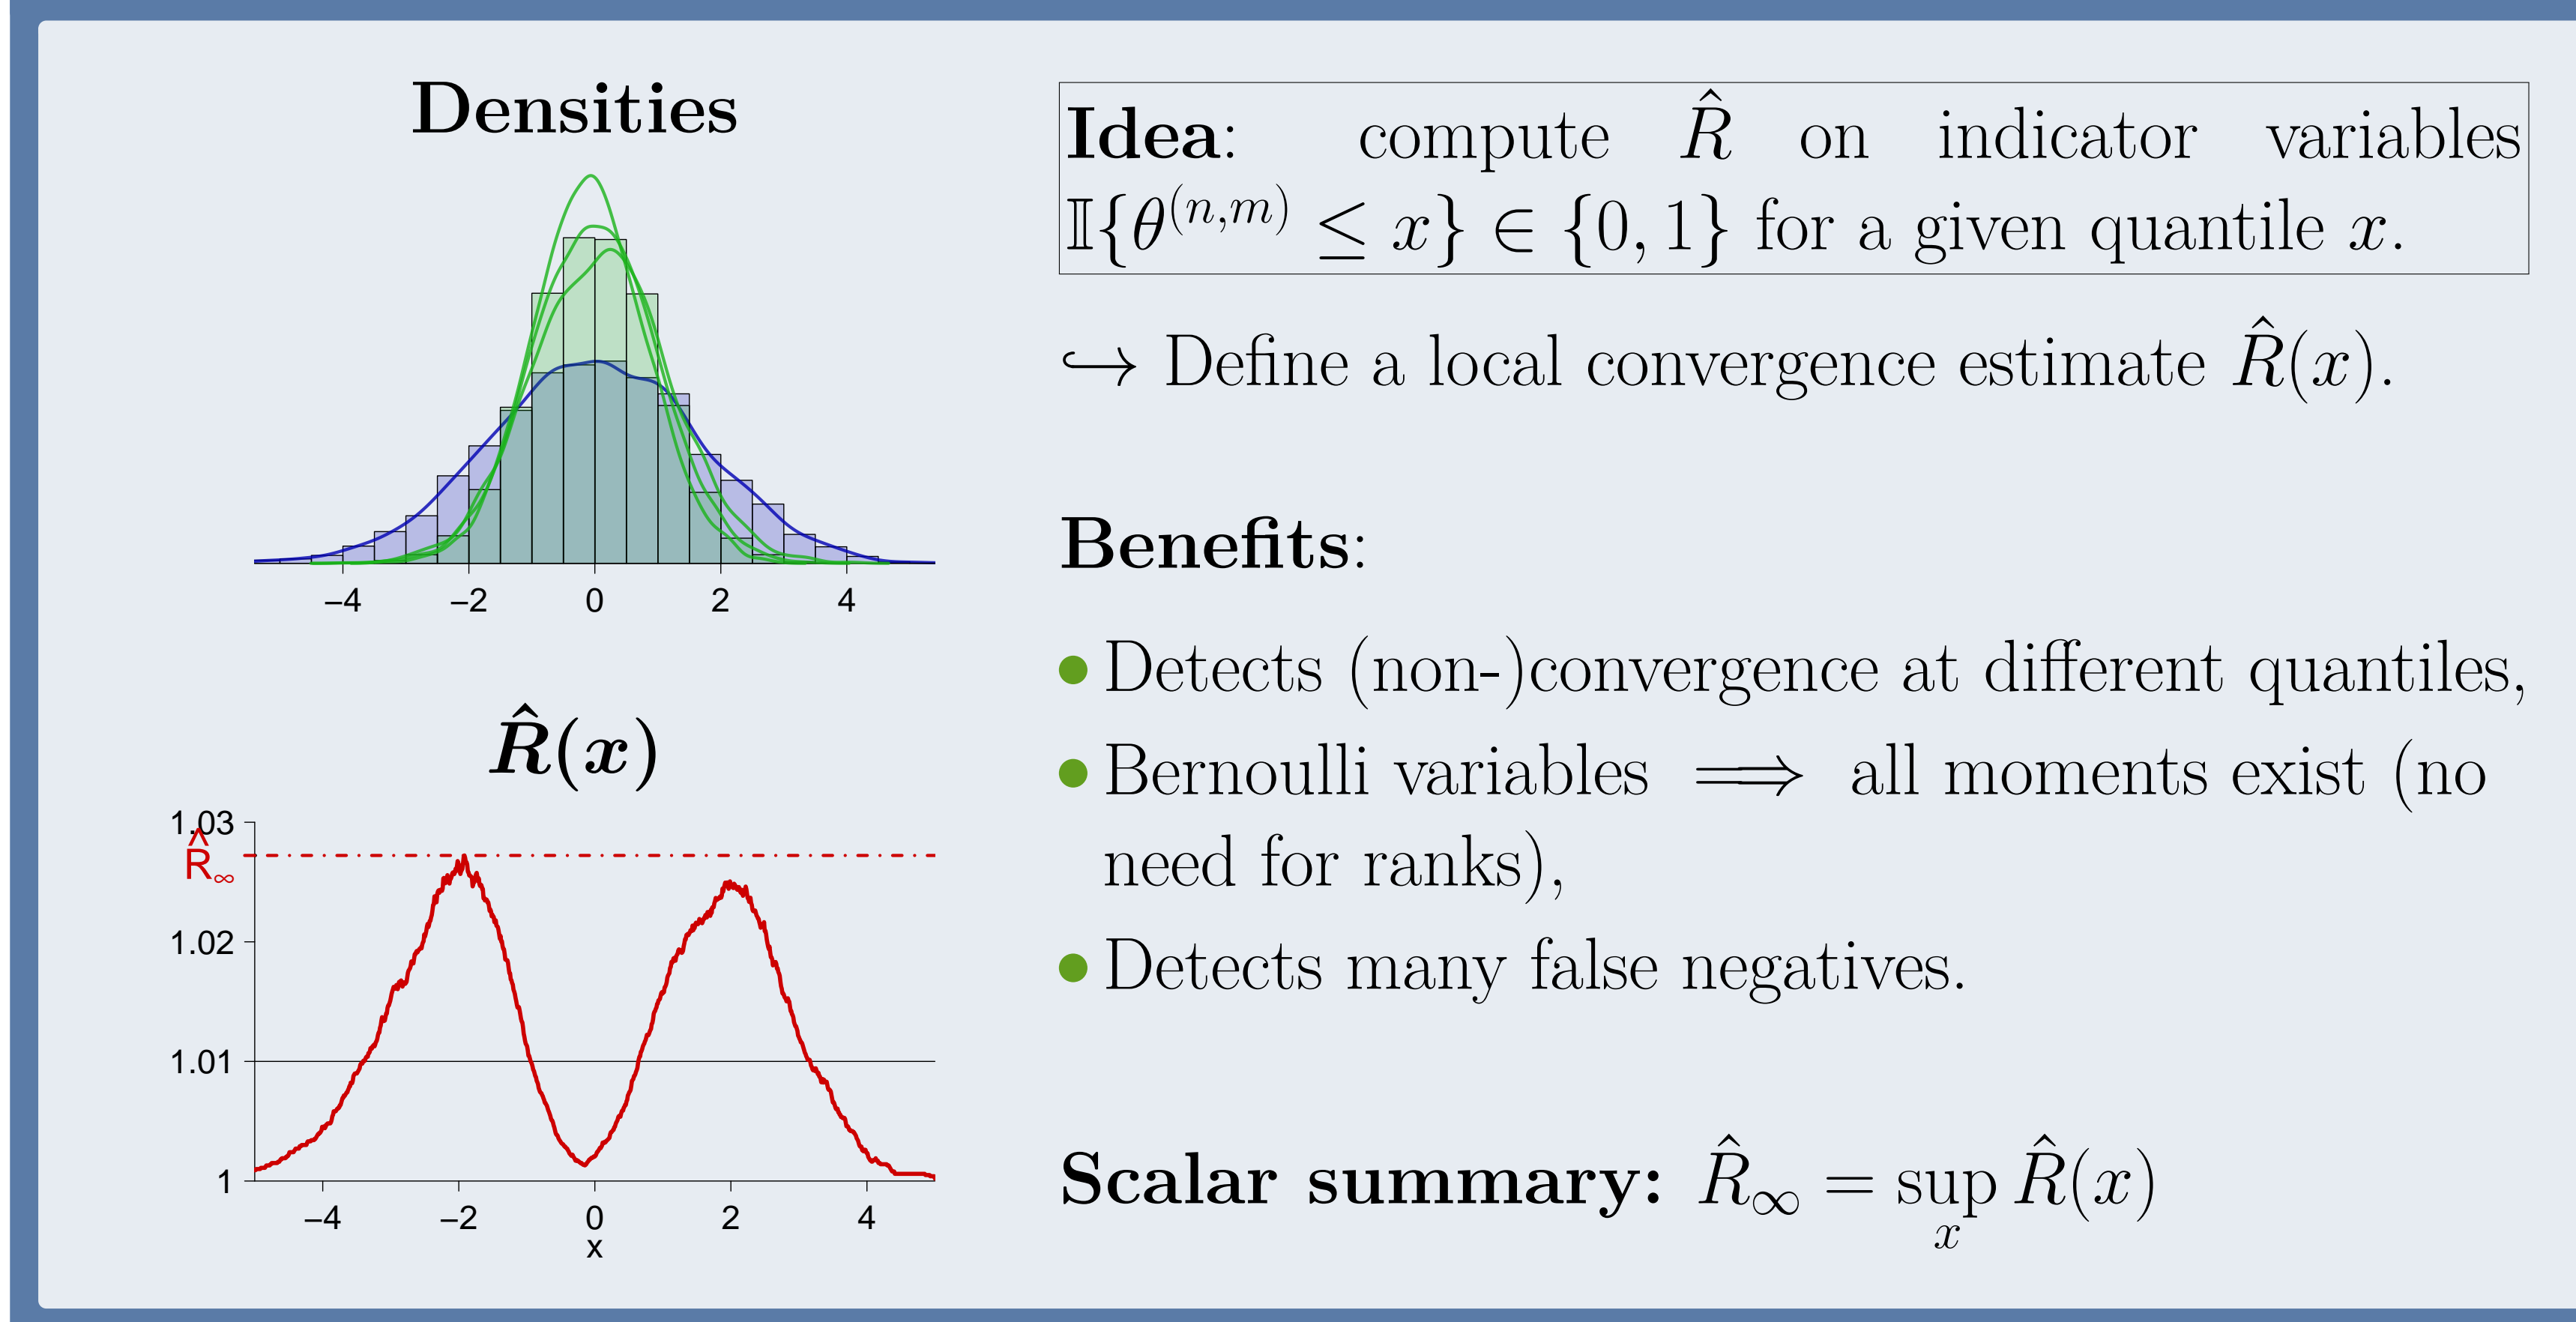 Densities
−4 −2 0 2 4
R̂(x)
1.03
R̂∞
1.02
1.01
1
−4 −2 0 2 4
x
Idea: compute R̂ on indicator variables
𝕀{θ^(n,m) ≤ x} ∈ {0, 1} for a given quantile x.
↪ Define a local convergence estimate R̂(x).
Benefits:
• Detects (non-)convergence at different quantiles,
• Bernoulli variables ⟹ all moments exist (no
need for ranks),
• Detects many false negatives.
Scalar summary: R̂∞ = sup R̂(x)
x